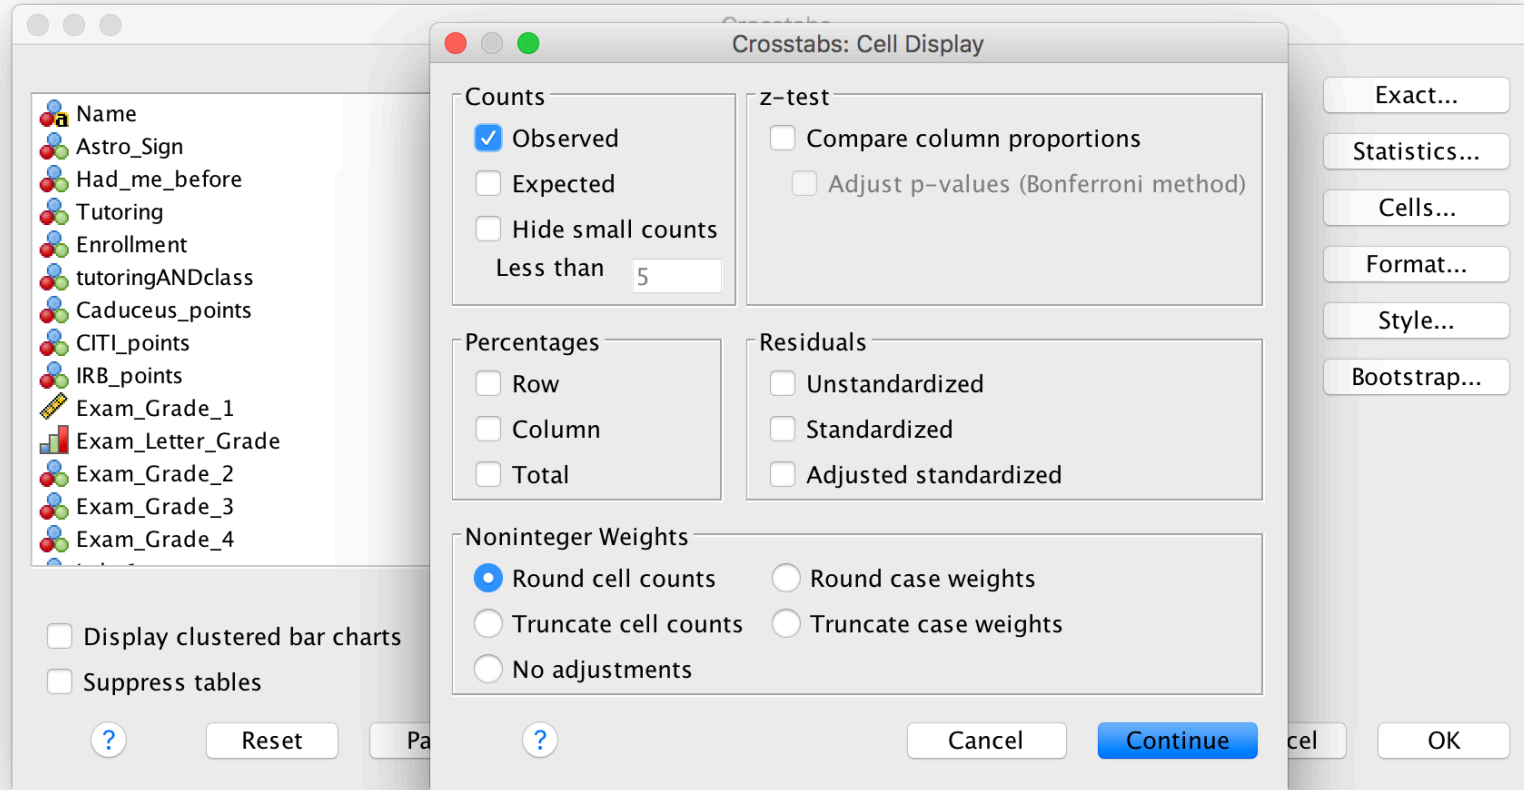 Crosstabs: Cell Display
Name
Astro_Sign
Had_me_before
Tutoring
Enrollment
tutoringANDclass
Caduceus_points
CITI_points
IRB_points
Exam_Grade_1
Exam_Letter_Grade
Exam_Grade_2
Exam_Grade_3
Exam_Grade_4
Display clustered bar charts
Suppress tables
? Reset Pa
Counts
Observed
Expected
Hide small counts
Less than 5
z-test
Compare column proportions
Adjust p-values (Bonferroni method)
Percentages
Row
Column
Total
Residuals
Unstandardized
Standardized
Adjusted standardized
Noninteger Weights
Round cell counts Round case weights
Truncate cell counts Truncate case weights
No adjustments
? Cancel Continue
Exact...
Statistics...
Cells...
Format...
Style...
Bootstrap...
cel OK